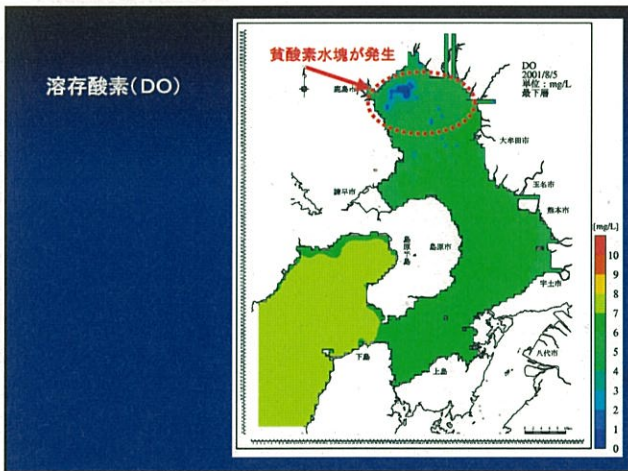 溶存酸素(DO)
貧酸素水塊が発生
DO
2001/8/5
単位:mg/L
最下層
鹿島市
大牟田市
玉名市
熊本市
諫早市
島原半島
島原市
宇土市
八代市
下島
上島
[mg/L]
10
9
8
7
6
5
4
3
2
1
0